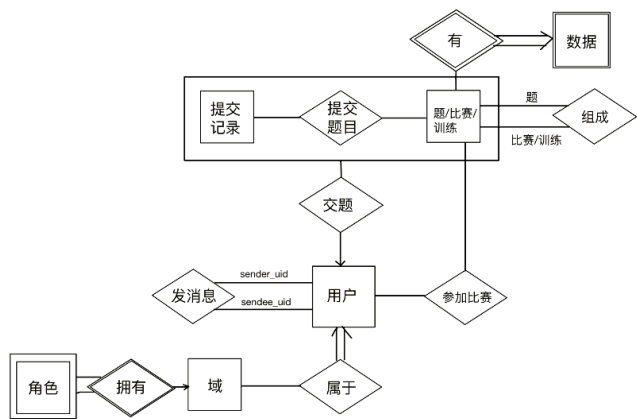 有
数据
提交
记录
提交
题目
题/比赛/
训练
题
比赛/训练
组成
交题
发消息
sender_uid
sendee_uid
用户
参加比赛
角色
拥有
域
属于